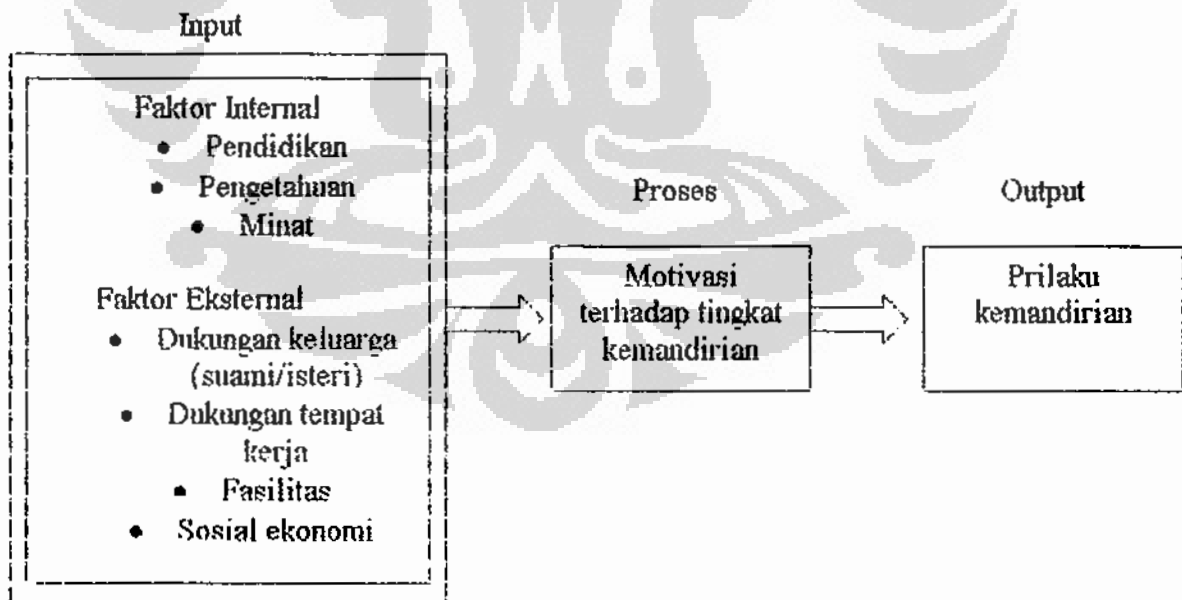 Input
Faktor Internal
• Pendidikan
• Pengetahuan
• Minat
Faktor Eksternal
• Dukungan keluarga
(suami/isteri)
• Dukungan tempat
kerja
• Fasilitas
• Sosial ekonomi
Proses
Motivasi
terhadap tingkat
kemandirian
Output
Prilaku
kemandirian